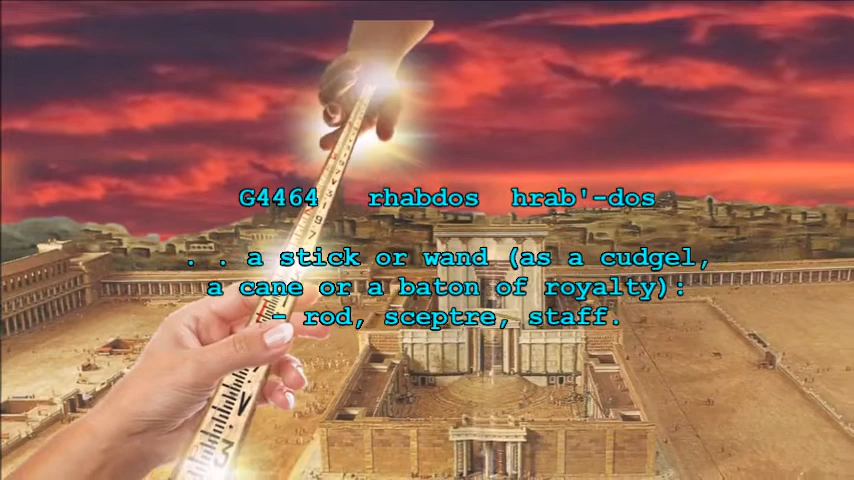 G4464 rhabdos hrab'-dos
. . a stick or wand (as a cudgel,
a cane or a baton of royalty):
- rod, sceptre, staff.